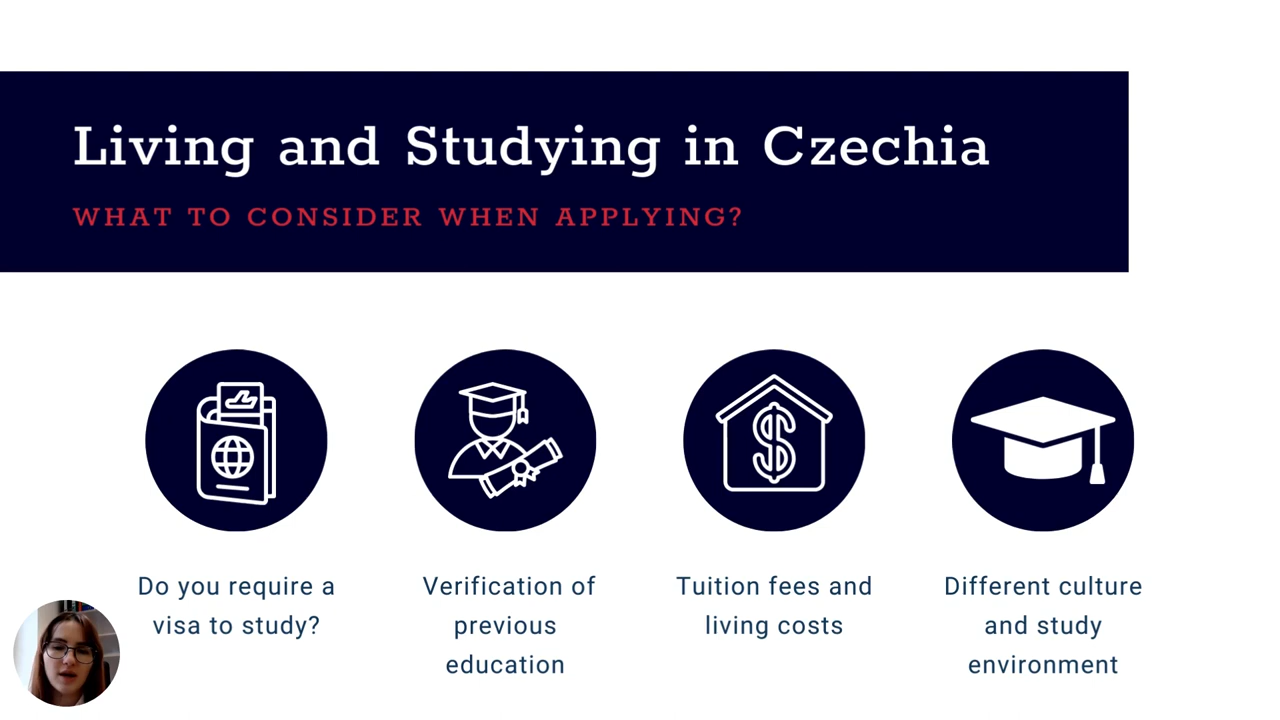 Living and Studying in Czechia
WHAT TO CONSIDER WHEN APPLYING?
Do you require a
visa to study?
Verification of
previous
education
Tuition fees and
living costs
Different culture
and study
environment